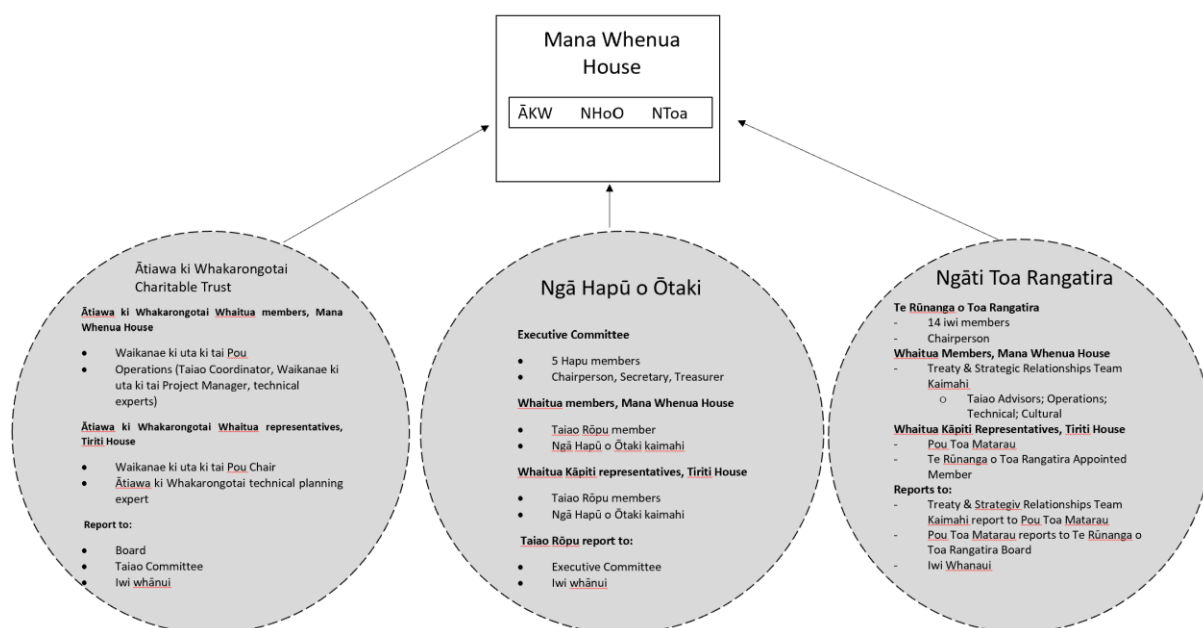 Mana Whenua
House
ĀKW NHoO NToa
Ātiawa ki Whakarongotai
Charitable Trust
Ātiawa ki Whakarongotai Whaitua members, Mana
Whenua House
• Waikanae ki uta ki tai Pou
• Operations (Taiao Coordinator, Waikanae ki
uta ki tai Project Manager, technical
experts)
Ātiawa ki Whakarongotai Whaitua representatives,
Tiriti House
• Waikanae ki uta ki tai Pou Chair
• Ātiawa ki Whakarongotai technical planning
expert
Report to:
• Board
• Taiao Committee
• Iwi whānui
Ngā Hapū o Ōtaki
Executive Committee
• 5 Hapu members
• Chairperson, Secretary, Treasurer
Whaitua members, Mana Whenua House
• Taiao Rōpu member
• Ngā Hapū o Ōtaki kaimahi
Whaitua Kāpiti representatives, Tiriti House
• Taiao Rōpu members
• Ngā Hapū o Ōtaki kaimahi
Taiao Rōpu report to:
• Executive Committee
• Iwi whānui
Ngāti Toa Rangatira
Te Rūnanga o Toa Rangatira
- 14 iwi members
- Chairperson
Whaitua Members, Mana Whenua House
- Treaty & Strategic Relationships Team
Kaimahi
o Taiao Advisors; Operations;
Technical; Cultural
Whaitua Kāpiti Representatives, Tiriti House
- Pou Toa Matarau
- Te Rūnanga o Toa Rangatira Appointed
Member
Reports to:
- Treaty & Strategiv Relationships Team
Kaimahi report to Pou Toa Matarau
- Pou Toa Matarau reports to Te Rūnanga o
Toa Rangatira Board
- Iwi Whanaui